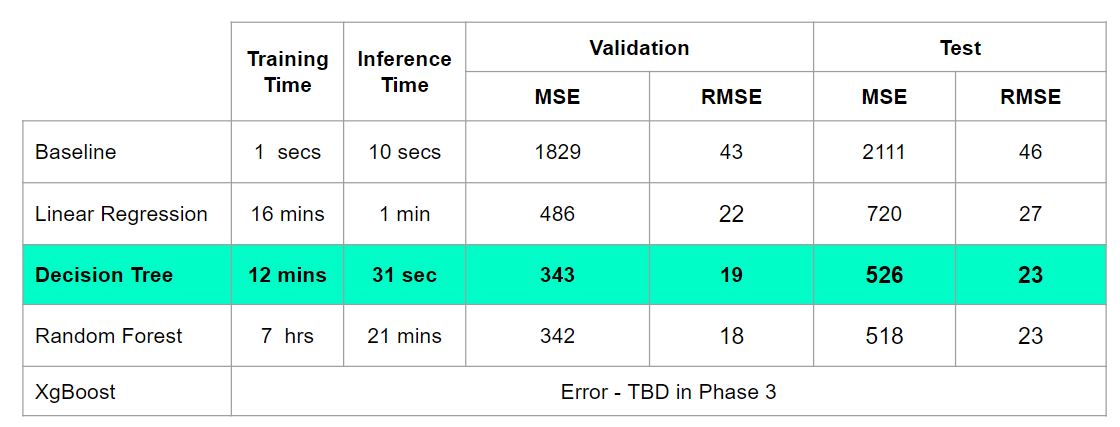 Training Time Inference Time Validation Test
MSE RMSE MSE RMSE
Baseline 1 secs 10 secs 1829 43 2111 46
Linear Regression 16 mins 1 min 486 22 720 27
Decision Tree 12 mins 31 sec 343 19 526 23
Random Forest 7 hrs 21 mins 342 18 518 23
XgBoost Error - TBD in Phase 3